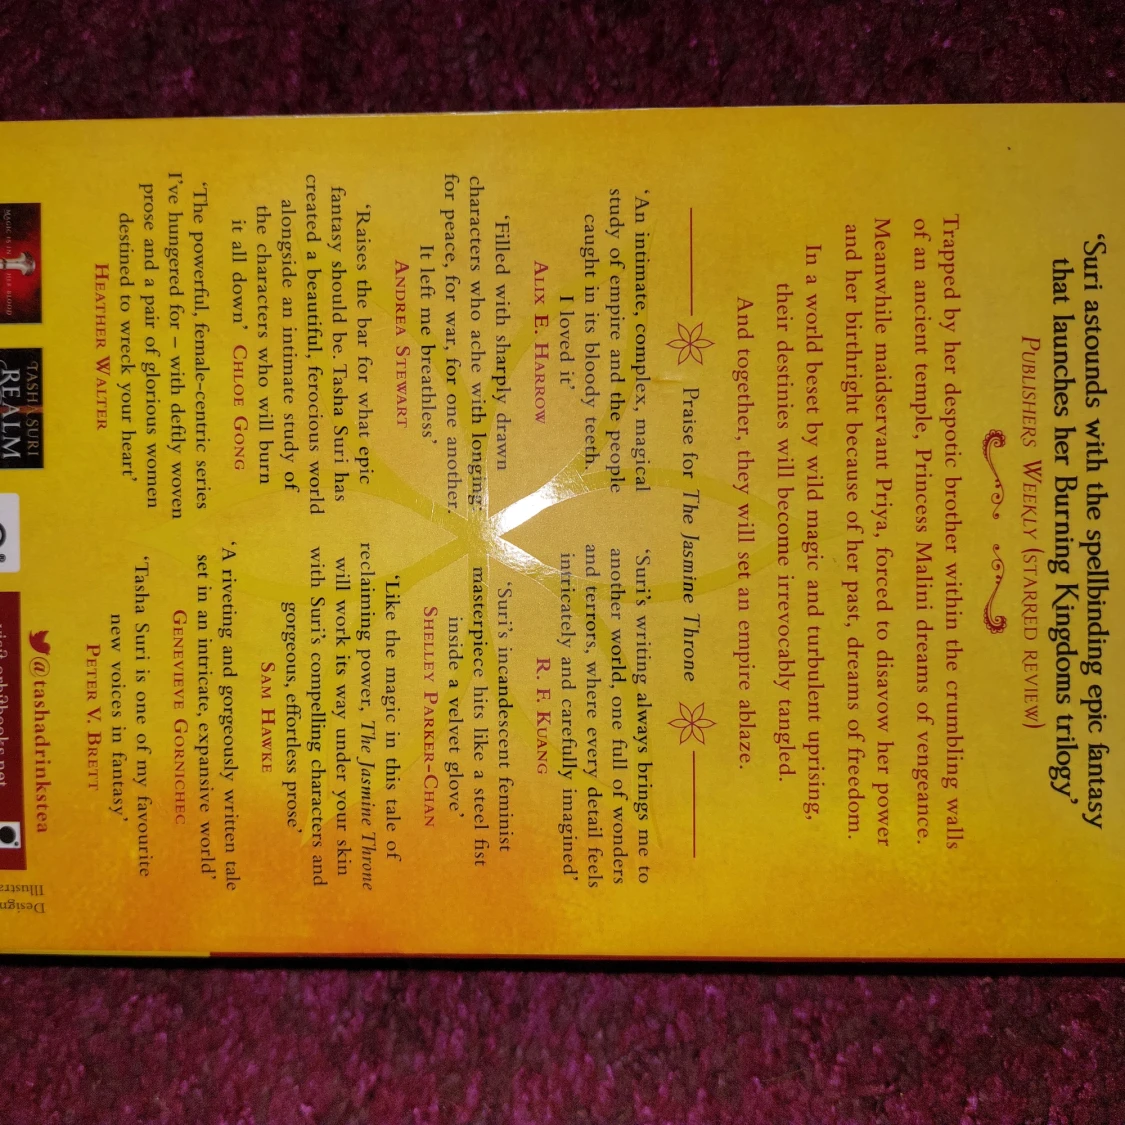 ‘Suri astounds with the spellbinding epic fantasy
that launches her Burning Kingdoms trilogy’
PUBLISHERS WEEKLY (STARRED REVIEW)
Trapped by her despotic brother within the crumbling walls
of an ancient temple, Princess Malini dreams of vengeance.
Meanwhile maidservant Priya, forced to disavow her power
and her birthright because of her past, dreams of freedom.
In a world beset by wild magic and turbulent uprising,
their destinies will become irrevocably tangled.
And together, they will set an empire ablaze.
Praise for The Jasmine Throne
‘An intimate, complex, magical
study of empire and the people
caught in its bloody teeth.
I loved it’
ALIX E. HARROW
‘Filled with sharply drawn
characters who ache with longing:
for peace, for war, for one another.
It left me breathless’
ANDREA STEWART
‘Raises the bar for what epic
fantasy should be. Tasha Suri has
created a beautiful, ferocious world
alongside an intimate study of
the characters who will burn
it all down’ CHLOE GONG
‘The powerful, female-centric series
I’ve hungered for – with deftly woven
prose and a pair of glorious women
destined to wreck your heart’
HEATHER WALTER
‘Suri’s writing always brings me to
another world, one full of wonders
and terrors, where every detail feels
intricately and carefully imagined’
R. F. KUANG
‘Suri’s incandescent feminist
masterpiece hits like a steel fist
inside a velvet glove’
SHELLEY PARKER-CHAN
‘Like the magic in this tale of
reclaiming power, The Jasmine Throne
will work its way under your skin
with Suri’s compelling characters and
gorgeous, effortless prose’
SAM HAWKE
‘A riveting and gorgeously written tale
set in an intricate, expansive world’
GENEVIEVE GORNICHEC
‘Tasha Suri is one of my favourite
new voices in fantasy’
PETER V. BRETT
@tashadrinkstea
MAGIC IS IN HER BLOOD
TASHA SURI
REALM
visit orbitbooks.net
Design
Illustra